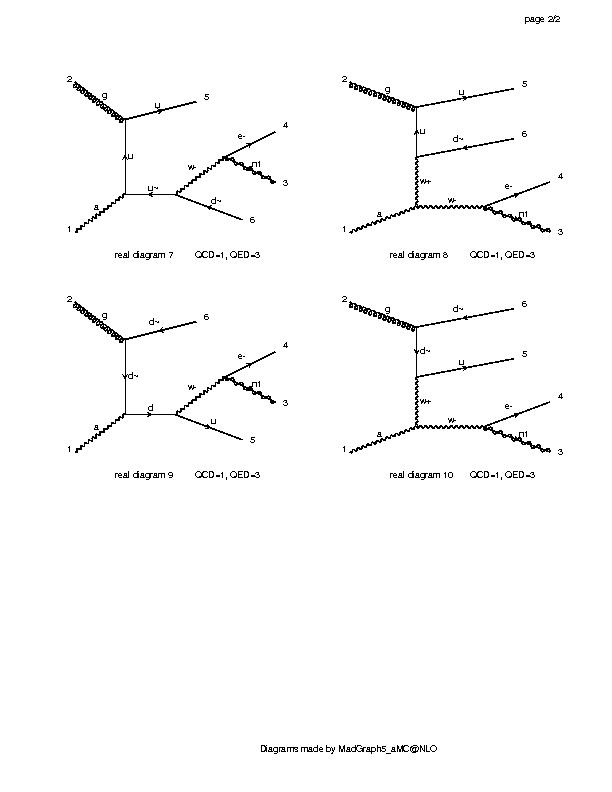 page 2/2
2
g
u
5
u
4
e-
w-
n1
3
u~
d~
a
6
1
real diagram 7 QCD=1, QED=3
2
g
u
5
u
d~
6
w+
e-
4
w-
n1
a
1
3
real diagram 8 QCD=1, QED=3
2
g
d~
6
d~
4
e-
w-
n1
3
d
u
a
5
1
real diagram 9 QCD=1, QED=3
2
g
d~
6
d~
u
5
w+
e-
4
w-
n1
a
1
3
real diagram 10 QCD=1, QED=3
Diagrams made by MadGraph5_aMC@NLO